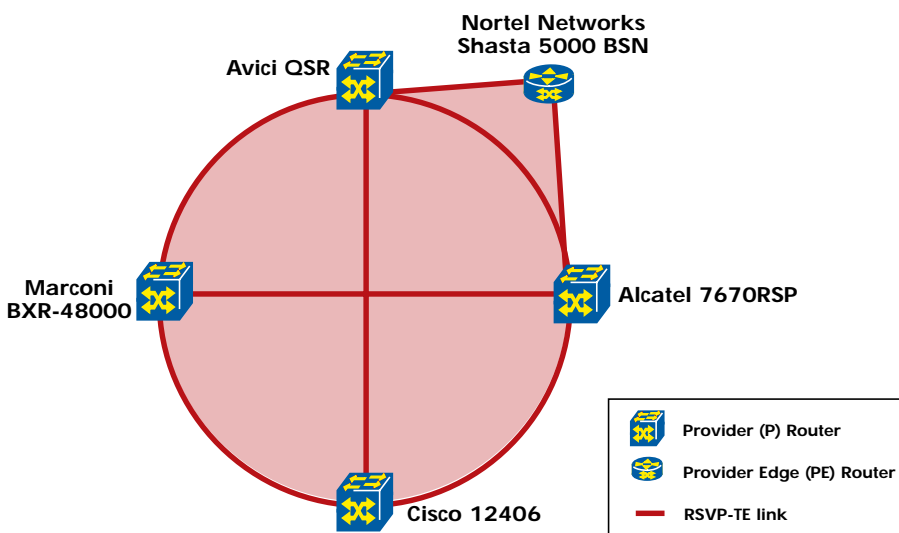 Nortel Networks
Shasta 5000 BSN
Avici QSR
Marconi
BXR-48000
Alcatel 7670RSP
Cisco 12406
Provider (P) Router
Provider Edge (PE) Router
RSVP-TE link